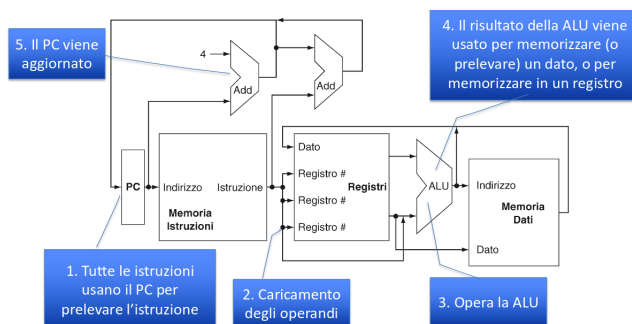 5. Il PC viene
aggiornato
4. Il risultato della ALU viene
usato per memorizzare (o
prelevare) un dato, o per
memorizzare in un registro
4
Add
Add
PC
Indirizzo
Istruzione
Memoria
Istruzioni
Dato
Registro #
Registri
Registro #
Registro #
ALU
Indirizzo
Memoria
Dati
Dato
1. Tutte le istruzioni
usano il PC per
prelevare l’istruzione
2. Caricamento
degli operandi
3. Opera la ALU